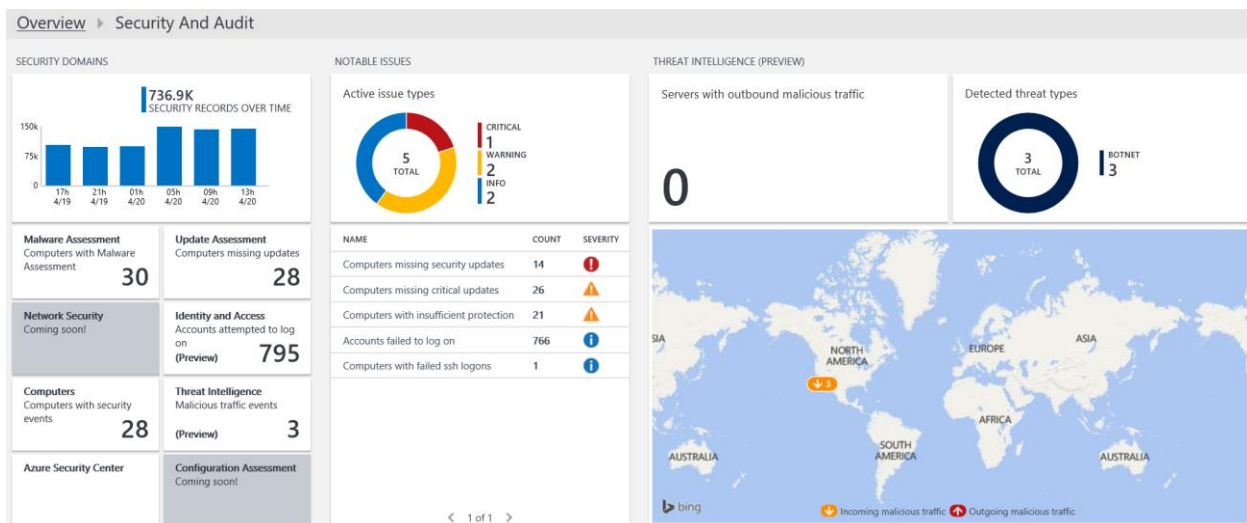 Overview Security And Audit
SECURITY DOMAINS
736.9K
SECURITY RECORDS OVER TIME
150k
75k
0
17h 21h 01h 05h 09h 13h
4/19 4/19 4/20 4/20 4/20 4/20
Malware Assessment
Computers with Malware
Assessment
30
Update Assessment
Computers missing updates
28
Network Security
Coming soon!
Identity and Access
Accounts attempted to log
on
(Preview) 795
Computers
Computers with security
events
28
Threat Intelligence
Malicious traffic events
(Preview) 3
Azure Security Center
Configuration Assessment
Coming soon!
NOTABLE ISSUES
Active issue types
5
TOTAL
CRITICAL
1
WARNING
2
INFO
2
NAME COUNT SEVERITY
Computers missing security updates 14
Computers missing critical updates 26
Computers with insufficient protection 21
Accounts failed to log on 766
Computers with failed ssh logons 1
1 of 1
THREAT INTELLIGENCE (PREVIEW)
Servers with outbound malicious traffic
0
Detected threat types
3
TOTAL
BOTNET
3
SIA
NORTH
AMERICA
EUROPE
ASIA
3
AFRICA
SOUTH
AMERICA
AUSTRALIA
AUSTRALIA
bing
Incoming malicious traffic Outgoing malicious traffic